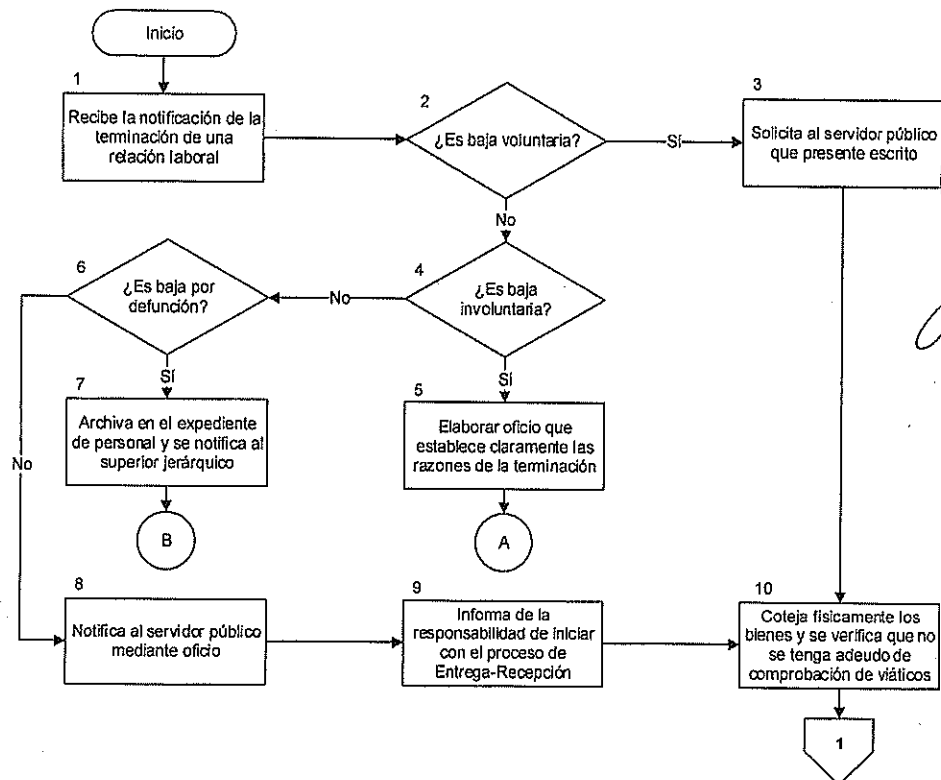 Inicio
1
Recibe la notificación de la
terminación de una
relación laboral
2
¿Es baja voluntaria?
Sí
3
Solicita al servidor público
que presente escrito
No
4
¿Es baja
involuntaria?
No
6
¿Es baja por
defunción?
Sí
7
Archiva en el expediente
de personal y se notifica al
superior jerárquico
B
Sí
5
Elaborar oficio que
establece claramente las
razones de la terminación
A
No
8
Notifica al servidor público
mediante oficio
9
Informa de la
responsabilidad de iniciar
con el proceso de
Entrega-Recepción
10
Coteja físicamente los
bienes y se verifica que no
se tenga adeudo de
comprobación de viáticos
1